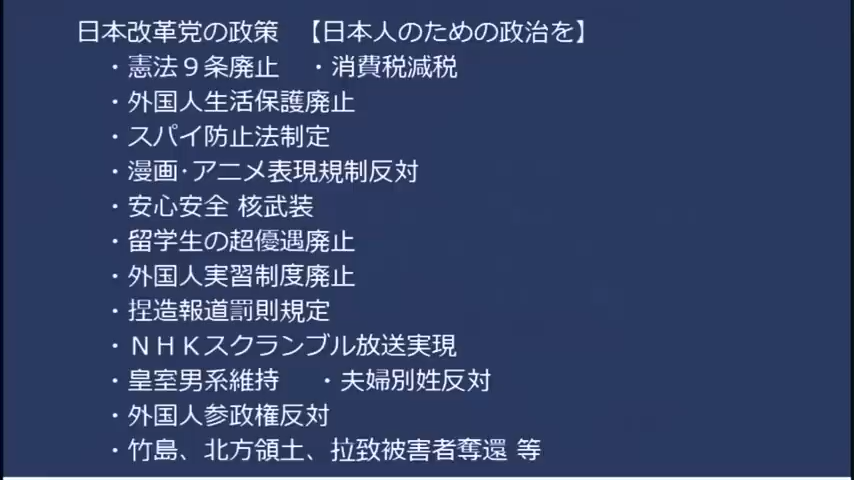 日本改革党の政策 【日本人のための政治を】
・憲法９条廃止 ・消費税減税
・外国人生活保護廃止
・スパイ防止法制定
・漫画･アニメ表現規制反対
・安心安全 核武装
・留学生の超優遇廃止
・外国人実習制度廃止
・捏造報道罰則規定
・ＮＨＫスクランブル放送実現
・皇室男系維持 ・夫婦別姓反対
・外国人参政権反対
・竹島、北方領土、拉致被害者奪還 等